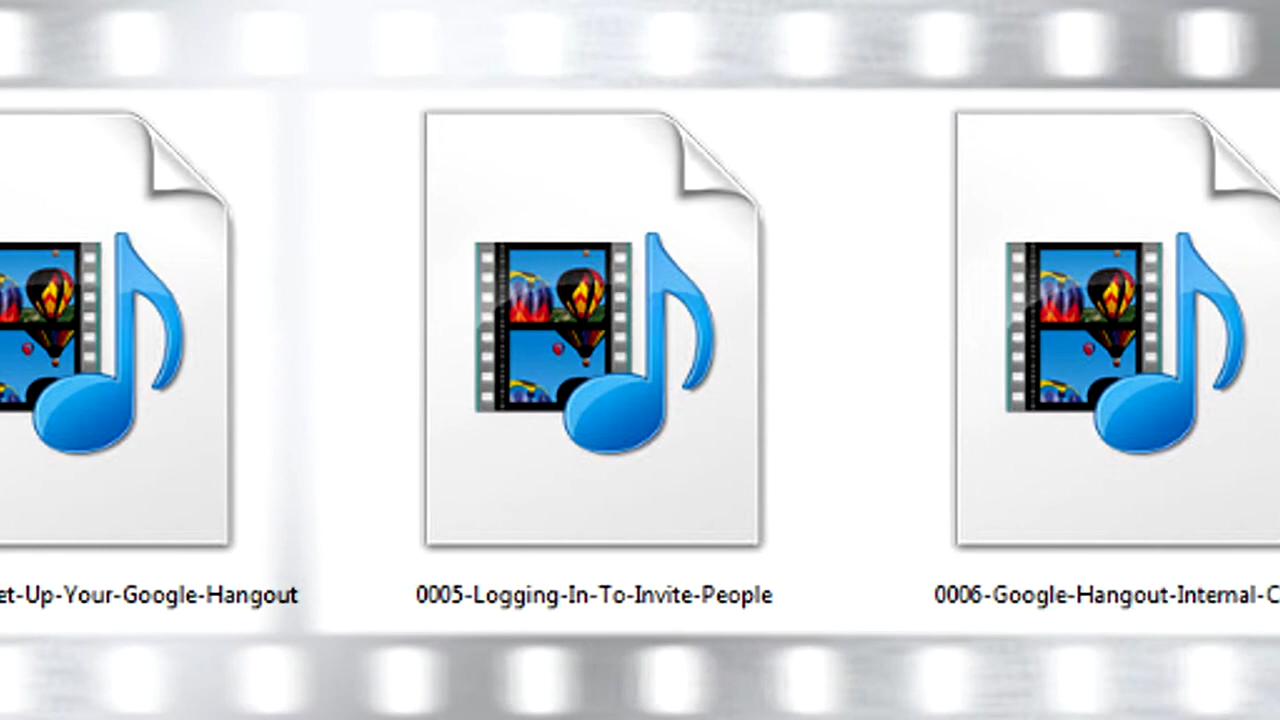 et-Up-Your-Google-Hangout
0005-Logging-In-To-Invite-People
0006-Google-Hangout-Internal-C